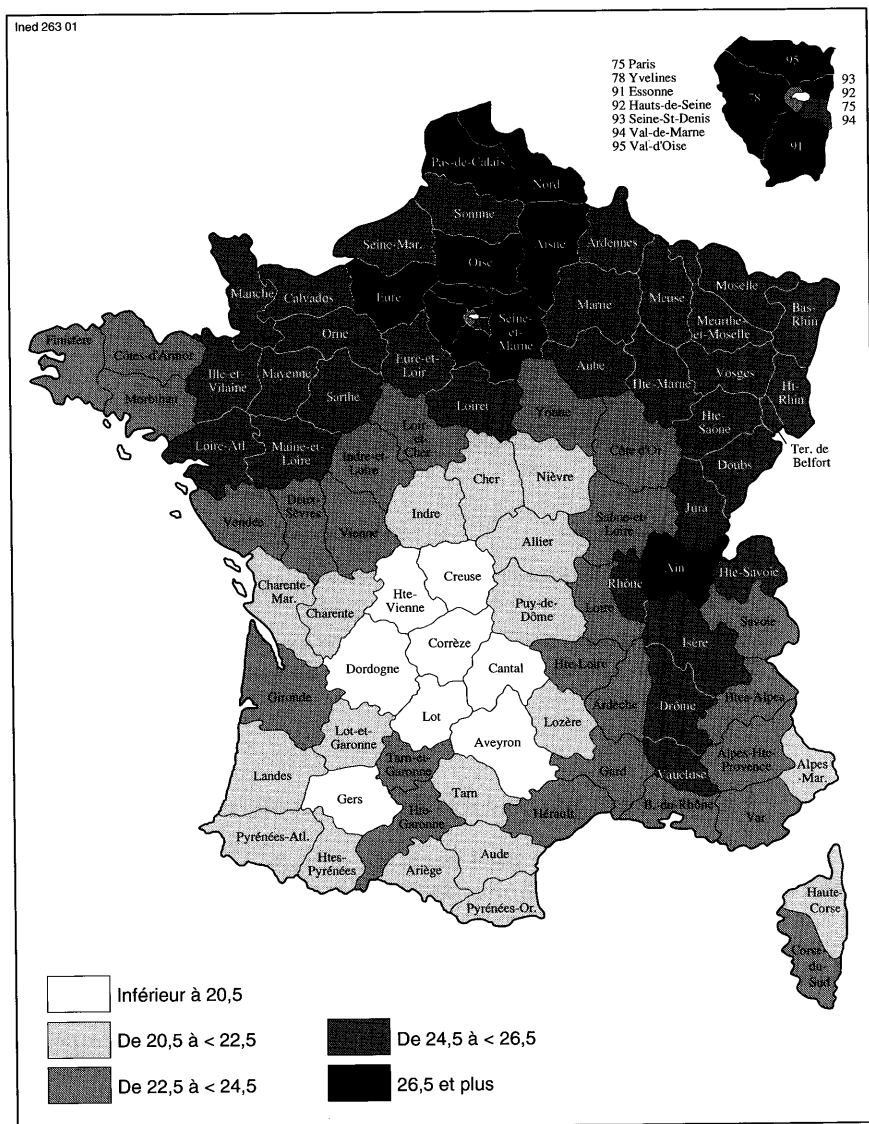 Ined 263 01
75 Paris
78 Yvelines
91 Essonne
92 Hauts-de-Seine
93 Seine-St-Denis
94 Val-de-Marne
95 Val-d'Oise
95
78
91
93
92
75
94
Pas-de-Calais
Nord
Somme
Seine-Mar.
Aisne
Ardennes
Oise
Manche
Calvados
Eure
Marne
Meuse
Moselle
Meurthe-
et-Moselle
Bas-
Rhin
Orne
Seine-
et-
Marne
Finistère
Côtes-d'Armor
Morbihan
Ille-et-
Vilaine
Mayenne
Sarthe
Eure-et-
Loir
Aube
Hte-Marne
Vosges
Ht-
Rhin
Loiret
Yonne
Hte-
Saône
Ter. de
Belfort
Loire-Atl.
Maine-et-
Loire
Loir-
et-
Cher
Indre-et-
Loire
Cher
Nièvre
Côte d'Or
Doubs
Jura
Vendée
Deux-
Sèvres
Vienne
Indre
Allier
Saône-et-
Loire
Charente-
Mar.
Charente
Hte-
Vienne
Creuse
Puy-de-
Dôme
Loire
Rhône
Ain
Hte-Savoie
Savoie
Isère
Corrèze
Dordogne
Cantal
Hte-Loire
Gironde
Lot
Aveyron
Lozère
Ardèche
Drôme
Htes-Alpes
Lot-et-
Garonne
Tarn-et-
Garonne
Landes
Gers
Tarn
Gard
Vaucluse
Alpes-Hte-
Provence
Alpes
-Mar.
Hte-
Garonne
Hérault
B.-du-Rhône
Var
Pyrénées-Atl.
Htes-
Pyrénées
Ariège
Aude
Pyrénées-Or.
Haute-
Corse
Corse-
du-
Sud
Inférieur à 20,5
De 20,5 à < 22,5
De 22,5 à < 24,5
De 24,5 à < 26,5
26,5 et plus